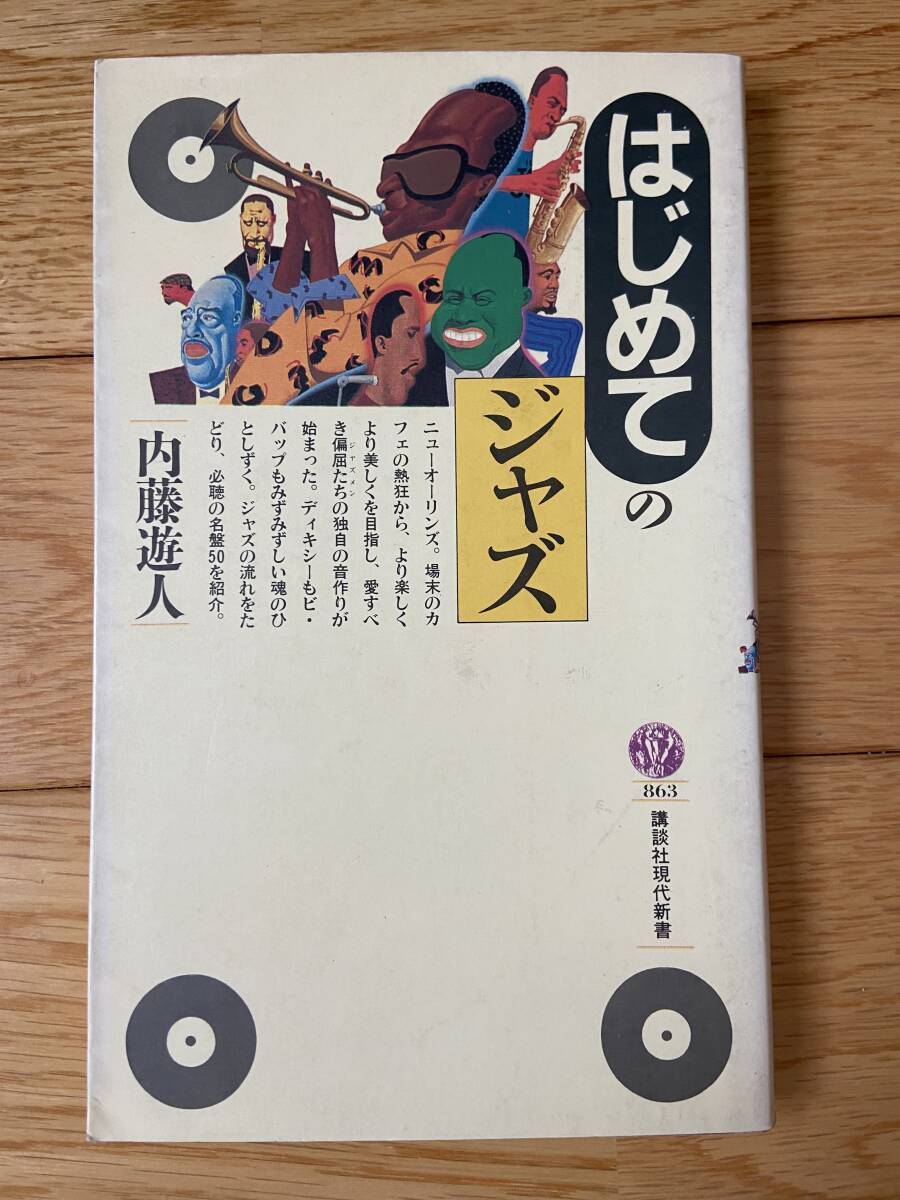 はじめての
ジャズ
ニューオーリンズ。場末のカ
フェの熱狂から、より楽しく
より美しくを目指し、愛すべ
き偏屈たちの独自の音作りが
ジャズメン
始まった。ディキシーもビ・
バップもみずみずしい魂のひ
としずく。ジャズの流れをた
どり、必聴の名盤50を紹介。
内藤遊人
863
講談社現代新書